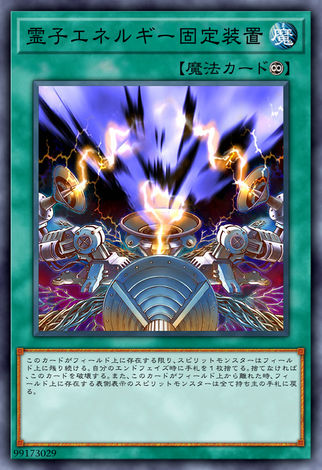 霊子エネルギー固定装置
魔
【魔法カード】
このカードがフィールド上に存在する限り、スピリットモンスターはフィール
ド上に残り続ける。自分のエンドフェイズ時に手札を1枚捨てる。捨てなければ
、このカードを破壊する。また、このカードがフィールド上から離れた時、フィ
ールド上に存在する表側表示のスピリットモンスターは全て持ち主の手札に戻
る。
99173029